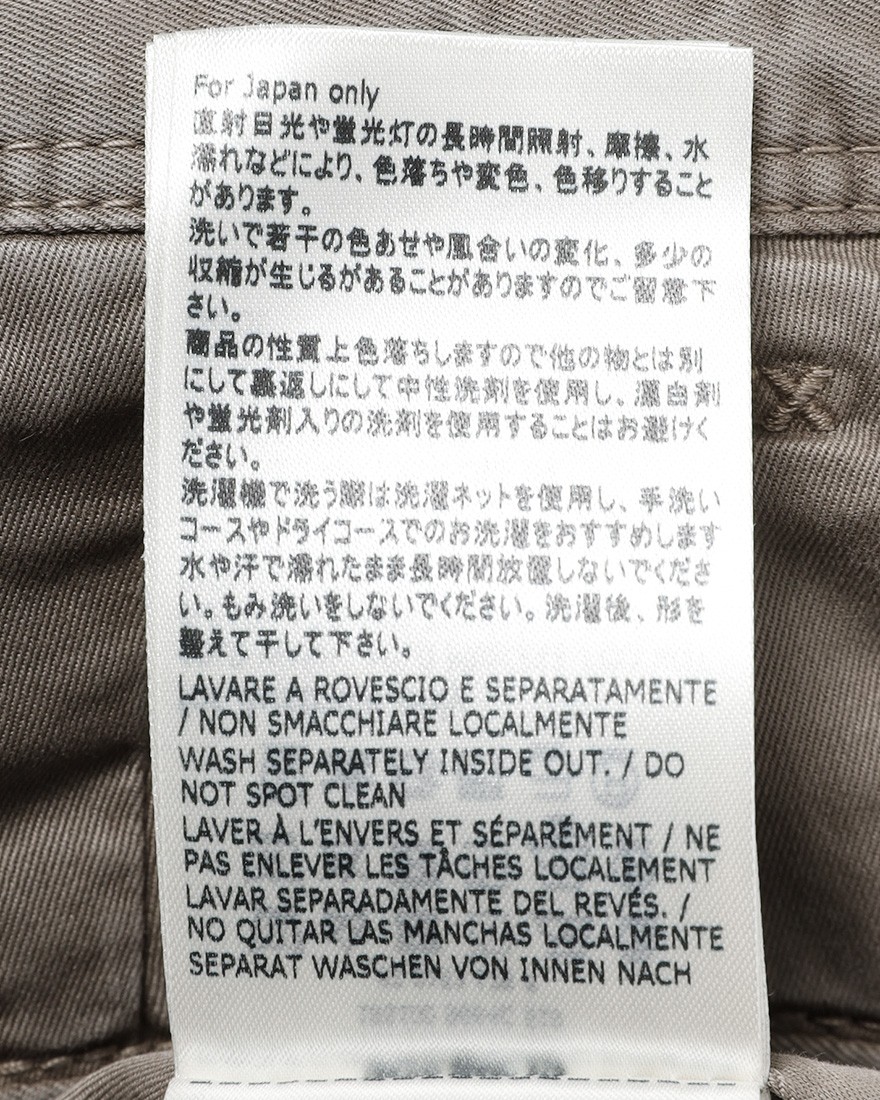 For Japan only
直射日光や蛍光灯の長時間照射、摩擦、水
濡れなどにより、色落ちや変色、色移りすること
があります。
洗いで若干の色あせや風合いの変化、多少の
収縮が生じるがあることがありますのでご留意下
さい。
商品の性質上色落ちしますので他の物とは別
にして裏返しにして中性洗剤を使用し、漂白剤
や蛍光剤入りの洗剤を使用することはお避けく
ださい。
洗濯機で洗う際は洗濯ネットを使用し、手洗い
コースやドライコースでのお洗濯をおすすめします
水や汗で濡れたまま長時間放置しないでくださ
い。もみ洗いをしないでください。洗濯後、形を
整えて干して下さい。
LAVARE A ROVESCIO E SEPARATAMENTE
/ NON SMACCHIARE LOCALMENTE
WASH SEPARATELY INSIDE OUT. / DO
NOT SPOT CLEAN
LAVER À L'ENVERS ET SÉPARÉMENT / NE
PAS ENLEVER LES TÂCHES LOCALEMENT
LAVAR SEPARADAMENTE DEL REVÉS. /
NO QUITAR LAS MANCHAS LOCALMENTE
SEPARAT WASCHEN VON INNEN NACH